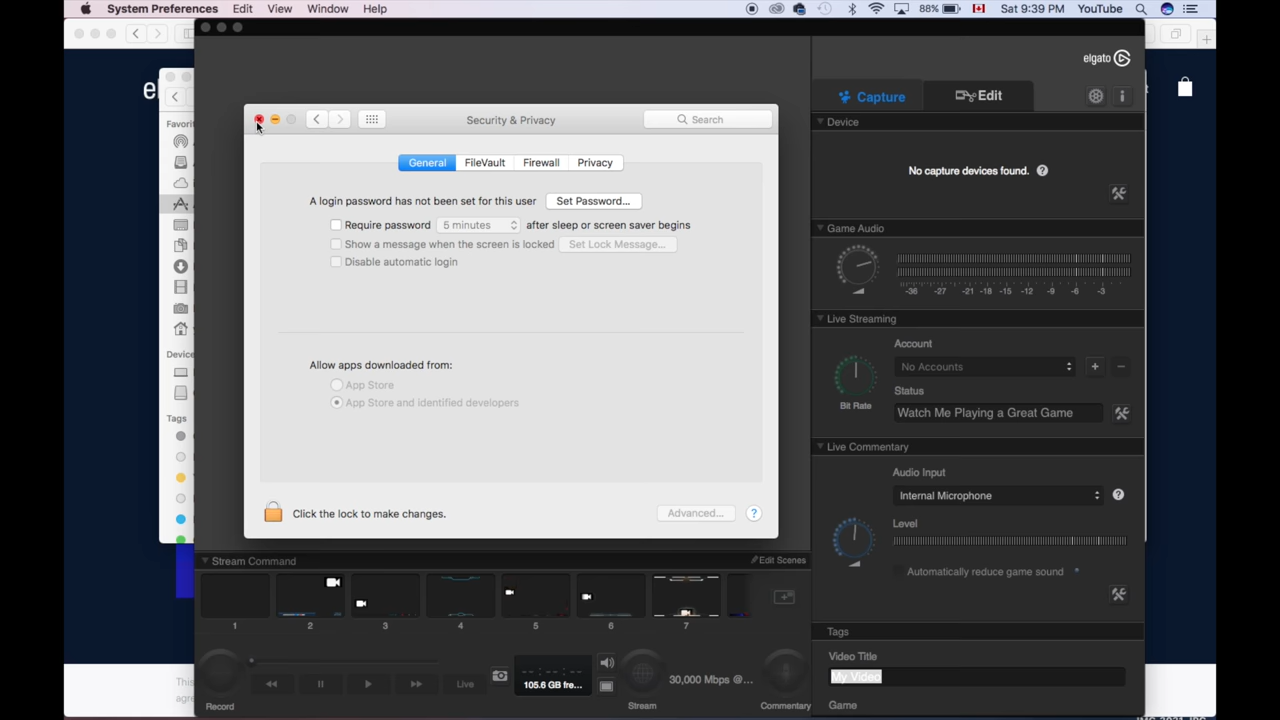 System Preferences Edit View Window Help 88% Sat 9:39 PM YouTube
elgato
el
Capture Edit
Security & Privacy
Search
Favori
Device
No capture devices found. ?
General FileVault Firewall Privacy
A login password has not been set for this user Set Password...
Require password 5 minutes after sleep or screen saver begins
Show a message when the screen is locked Set Lock Message...
Disable automatic login
Game Audio
-36 -27 -21 -18 -15 -12 -9 -6 -3
Live Streaming
Account
Device
Allow apps downloaded from:
No Accounts + −
App Store
App Store and identified developers
Status
Bit Rate
Watch Me Playing a Great Game
Tags
Live Commentary
Audio Input
Internal Microphone ?
Click the lock to make changes. Advanced... ?
Level
Stream Command Edit Scenes
Automatically reduce game sound
1 2 3 4 5 6 7
Tags
Video Title
My Video
This
agre
Live
105.6 GB fre...
30,000 Mbps @...
Record Stream Commentary
Game